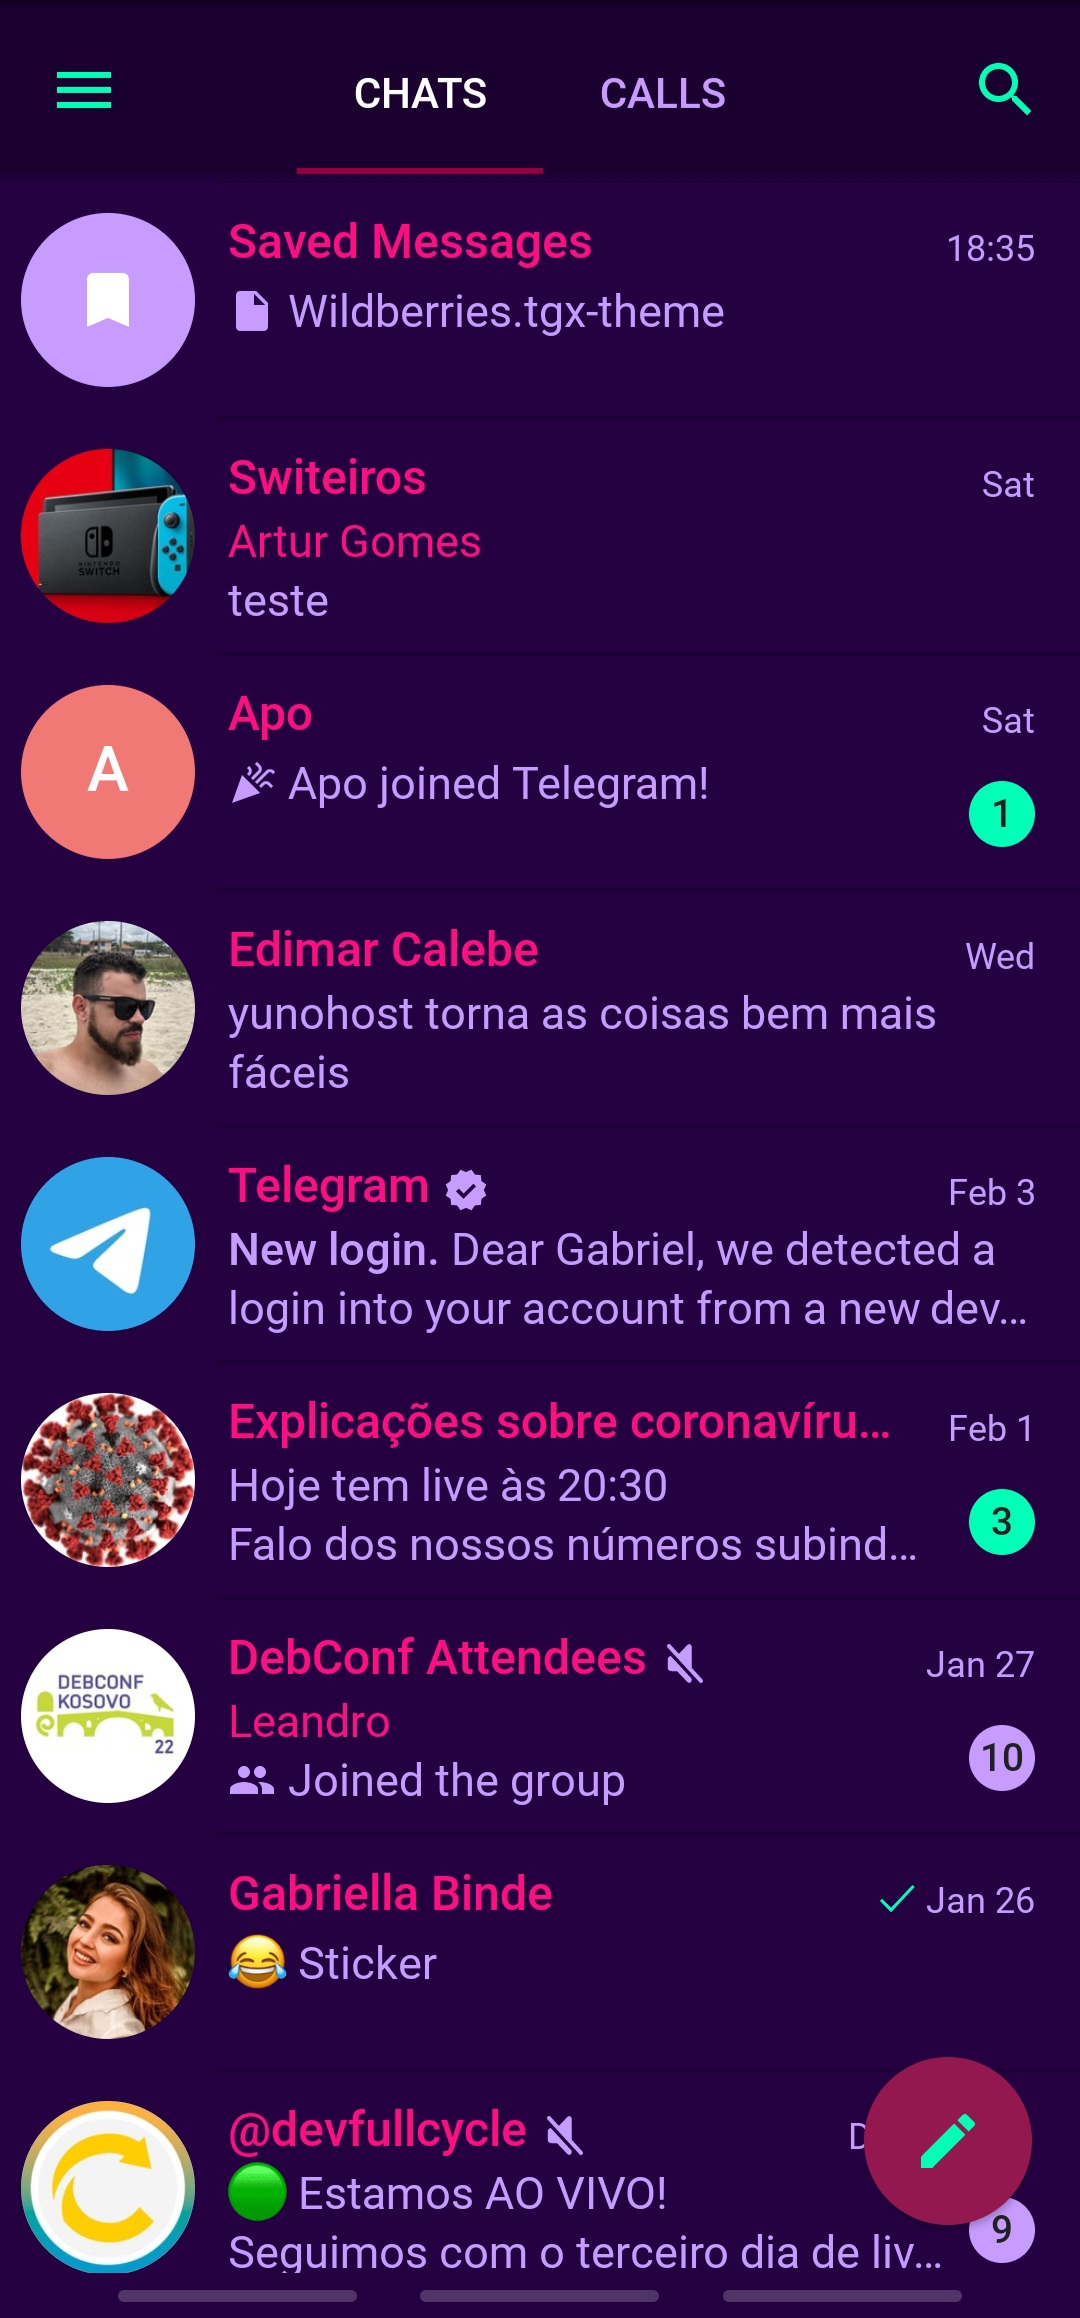 CHATS CALLS
Saved Messages 18:35
Wildberries.tgx-theme
NINTENDO
SWITCH
Switeiros Sat
Artur Gomes
teste
A
Apo Sat
Apo joined Telegram!
1
Edimar Calebe Wed
yunohost torna as coisas bem mais
fáceis
Telegram Feb 3
New login. Dear Gabriel, we detected a
login into your account from a new dev...
Explicações sobre coronavíru... Feb 1
Hoje tem live às 20:30
Falo dos nossos números subind... 3
DEBCONF
KOSOVO
22
DebConf Attendees Jan 27
Leandro
Joined the group 10
Gabriella Binde Jan 26
😂 Sticker
@devfullcycle
🟢 Estamos AO VIVO!
Seguimos com o terceiro dia de liv... 9